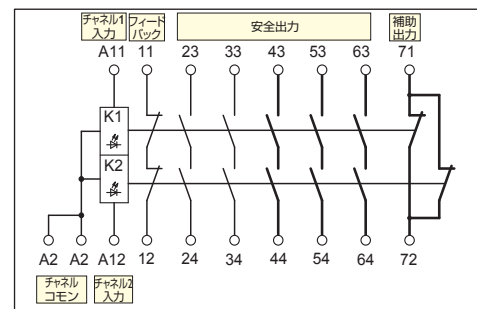 チャネル1
入力
フィード
バック
安全出力
補助
出力
A11 11 23 33 43 53 63 71
K1
K2
A2 A2 A12 12 24 34 44 54 64 72
チャネル
コモン
チャネル2
入力